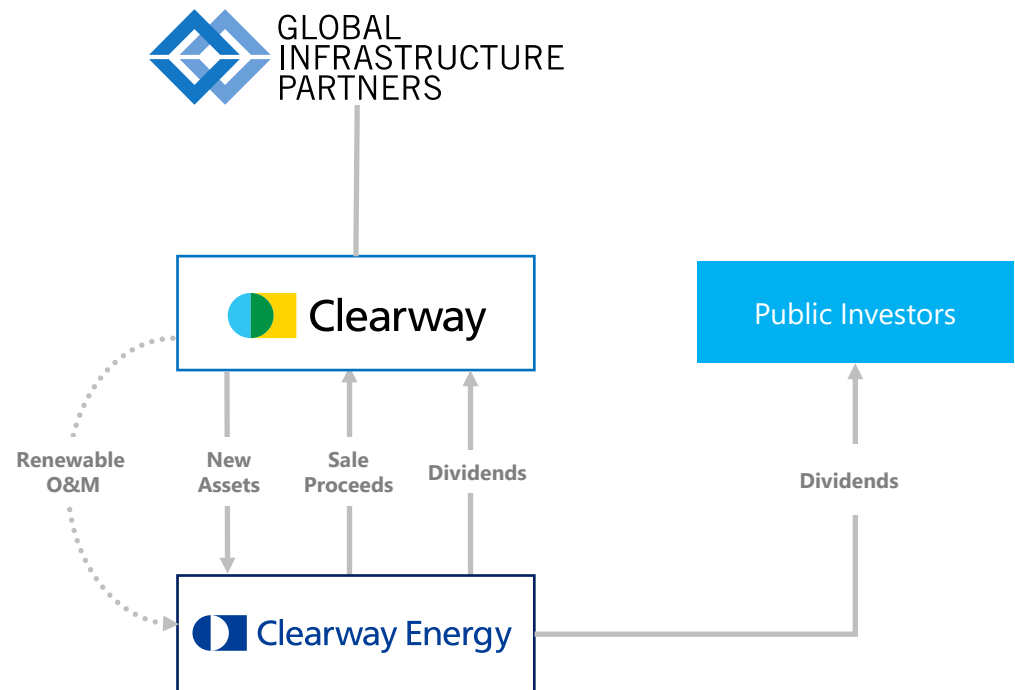 GLOBAL
INFRASTRUCTURE
PARTNERS
Clearway
Public Investors
Renewable
O&M
New
Assets
Sale
Proceeds
Dividends
Dividends
Clearway Energy